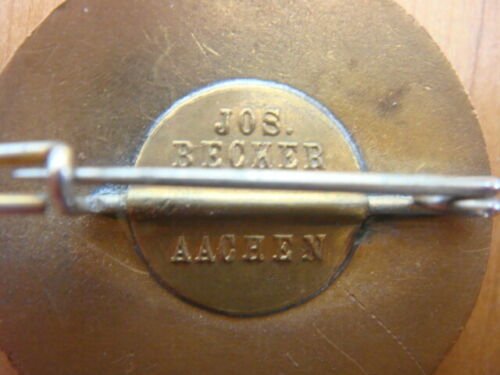 JOS.
BECKER
AACHEN